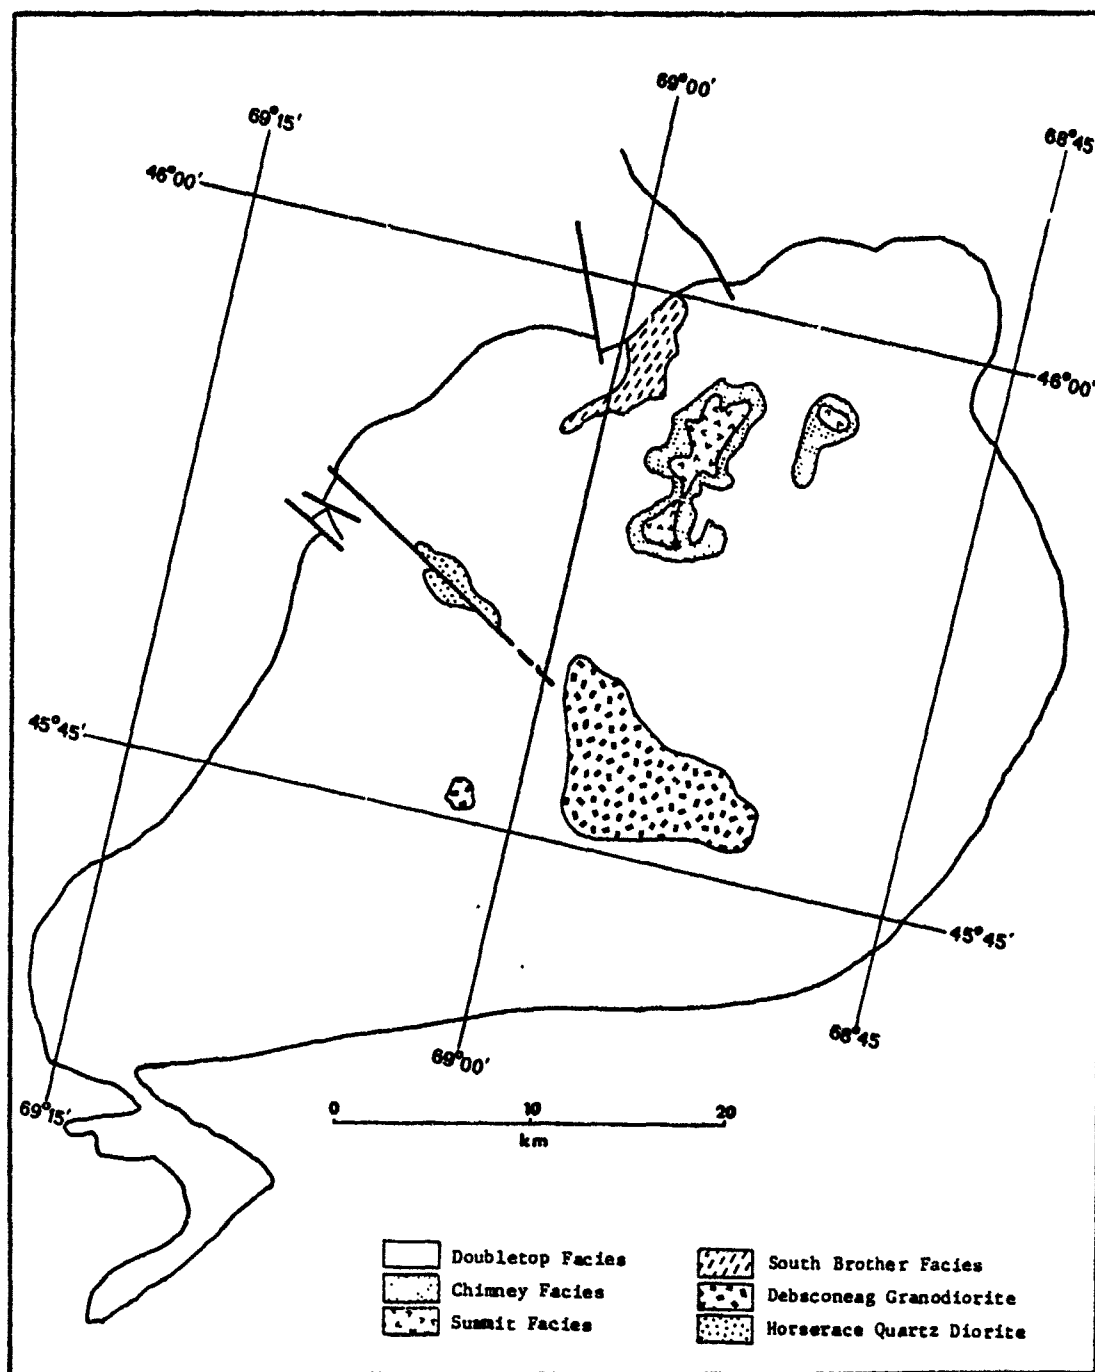 69°00'
69°15'
68°45'
46°00'
46°00'
45°45'
45°45'
68°45
69°00'
69°15'
0 10 20
km
Doubletop Facies
Chimney Facies
Summit Facies
South Brother Facies
Debsconeag Granodiorite
Horserace Quartz Diorite